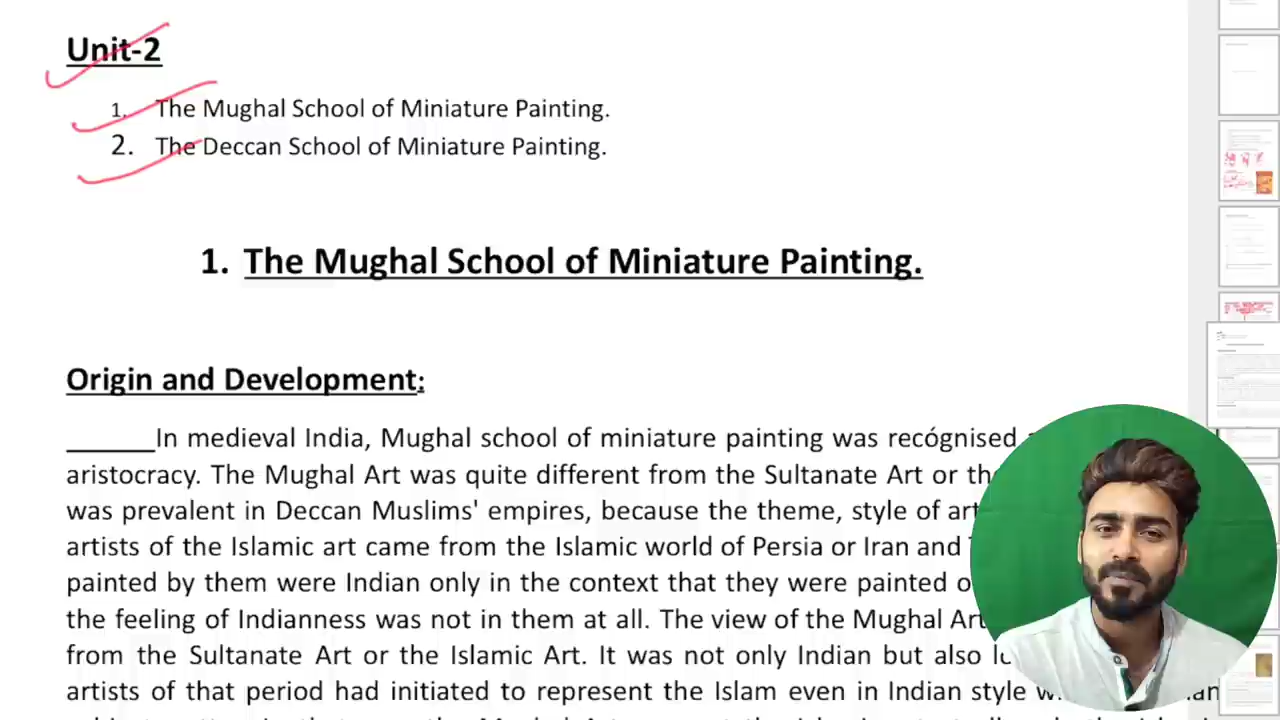 Unit-2
1. The Mughal School of Miniature Painting.
2. The Deccan School of Miniature Painting.
1. The Mughal School of Miniature Painting.
Origin and Development:
______In medieval India, Mughal school of miniature painting was recógnised
aristocracy. The Mughal Art was quite different from the Sultanate Art or
was prevalent in Deccan Muslims' empires, because the theme, style of art
artists of the Islamic art came from the Islamic world of Persia or Iran and
painted by them were Indian only in the context that they were painted
the feeling of Indianness was not in them at all. The view of the Mughal Art
from the Sultanate Art or the Islamic Art. It was not only Indian but also
artists of that period had initiated to represent the Islam even in Indian style